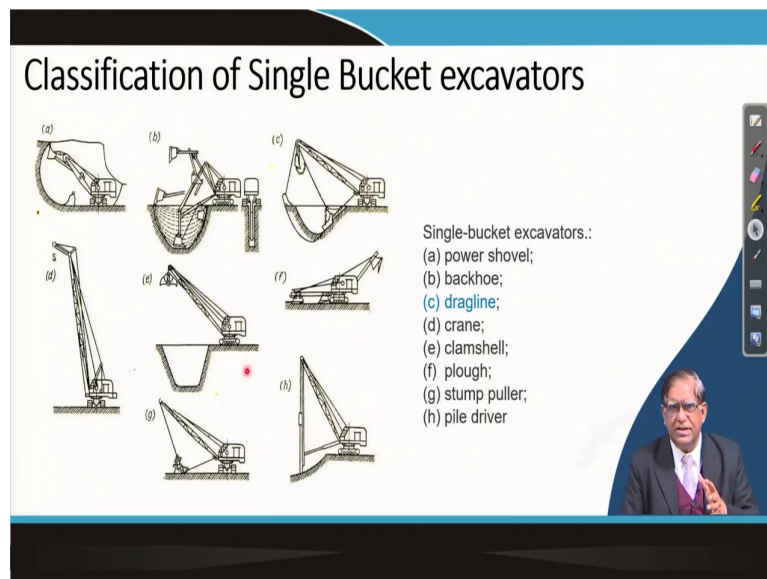 Classification of Single Bucket excavators
(a)
(b)
(c)
(d)
S
(e)
(f)
(g)
(h)
Single-bucket excavators.:
(a) power shovel;
(b) backhoe;
(c) dragline;
(d) crane;
(e) clamshell;
(f) plough;
(g) stump puller;
(h) pile driver